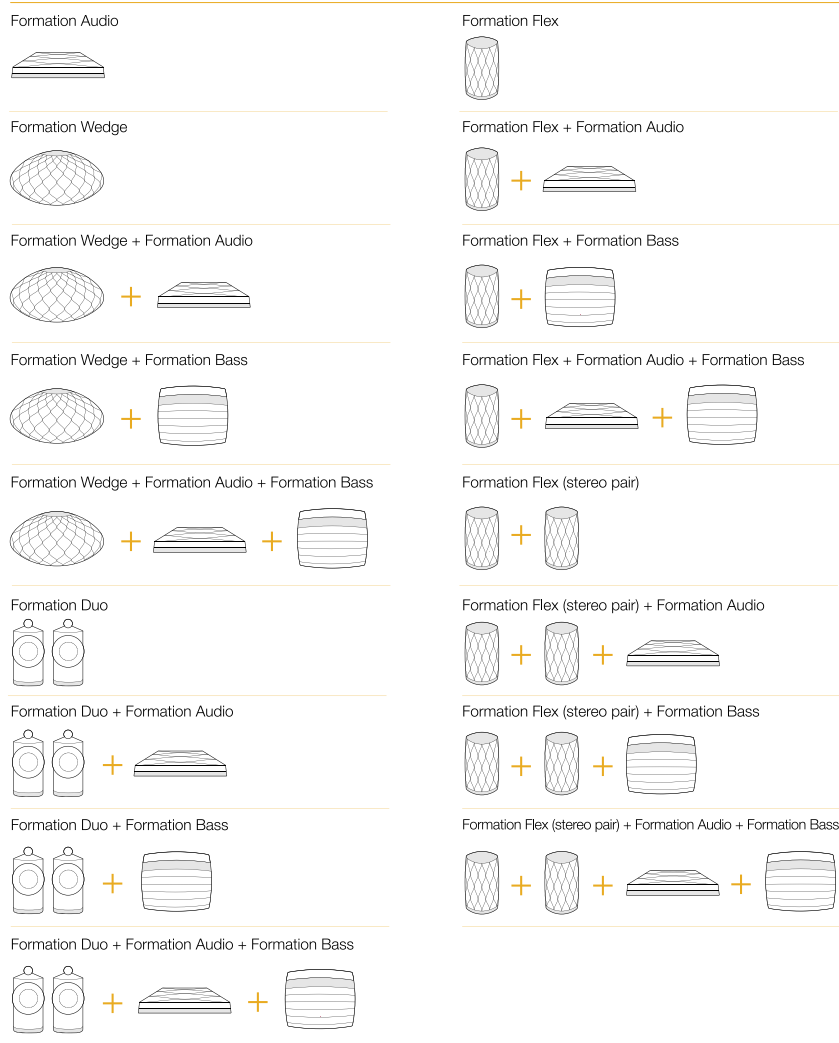 Formation Audio
Formation Wedge
Formation Wedge + Formation Audio
Formation Wedge + Formation Bass
Formation Wedge + Formation Audio + Formation Bass
Formation Duo
Formation Duo + Formation Audio
Formation Duo + Formation Bass
Formation Duo + Formation Audio + Formation Bass
Formation Flex
Formation Flex + Formation Audio
Formation Flex + Formation Bass
Formation Flex + Formation Audio + Formation Bass
Formation Flex (stereo pair)
Formation Flex (stereo pair) + Formation Audio
Formation Flex (stereo pair) + Formation Bass
Formation Flex (stereo pair) + Formation Audio + Formation Bass